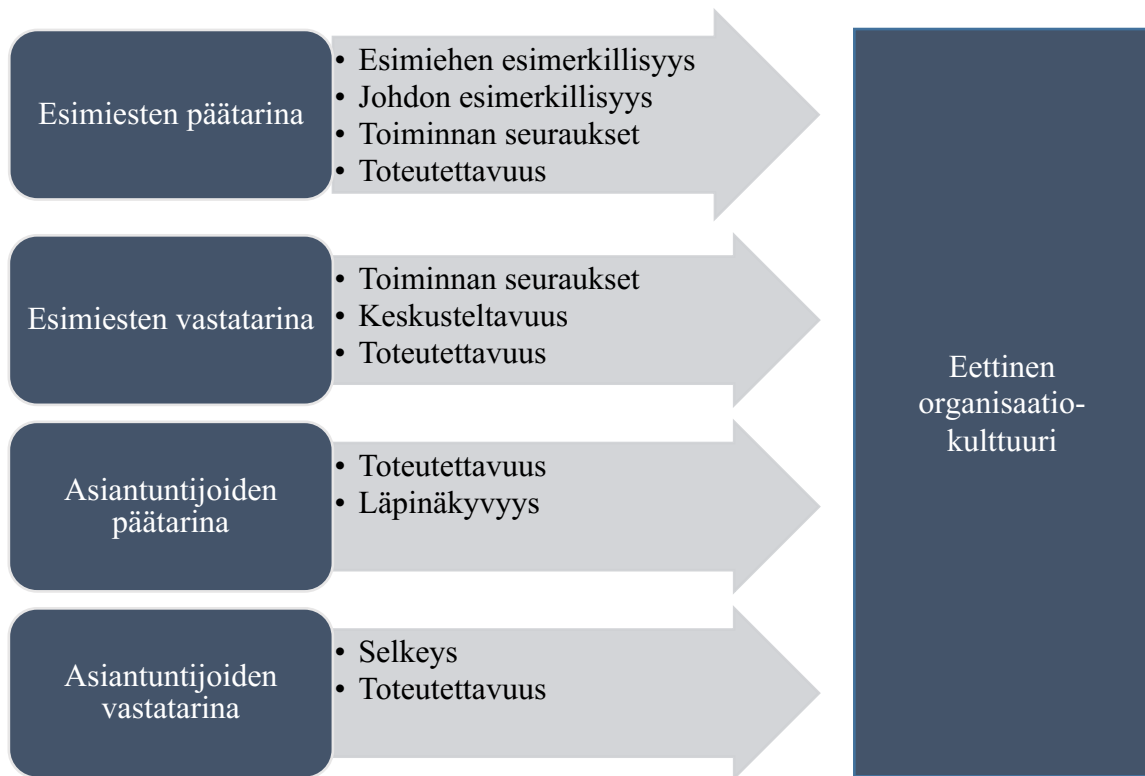 Esimiesten päätarina
• Esimiehen esimerkillisyys
• Johdon esimerkillisyys
• Toiminnan seuraukset
• Toteutettavuus
Esimiesten vastatarina
• Toiminnan seuraukset
• Keskusteltavuus
• Toteutettavuus
Asiantuntijoiden
päätarina
• Toteutettavuus
• Läpinäkyvyys
Asiantuntijoiden
vastatarina
• Selkeys
• Toteutettavuus
Eettinen
organisaatio-
kulttuuri